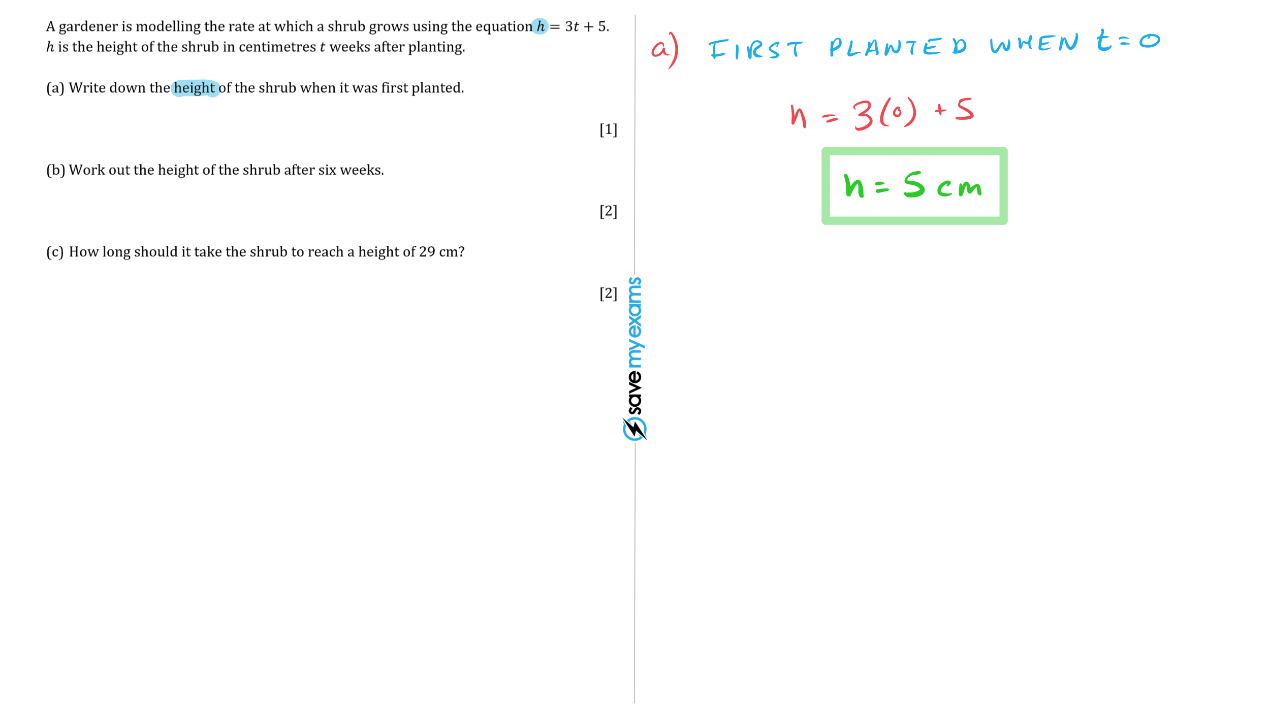 A gardener is modelling the rate at which a shrub grows using the equation h = 3t + 5.
h is the height of the shrub in centimetres t weeks after planting.
(a) Write down the height of the shrub when it was first planted.
[1]
(b) Work out the height of the shrub after six weeks.
[2]
(c) How long should it take the shrub to reach a height of 29 cm?
[2]
save my exams
a) FIRST PLANTED WHEN t = 0
h = 3(0) + 5
h = 5 cm